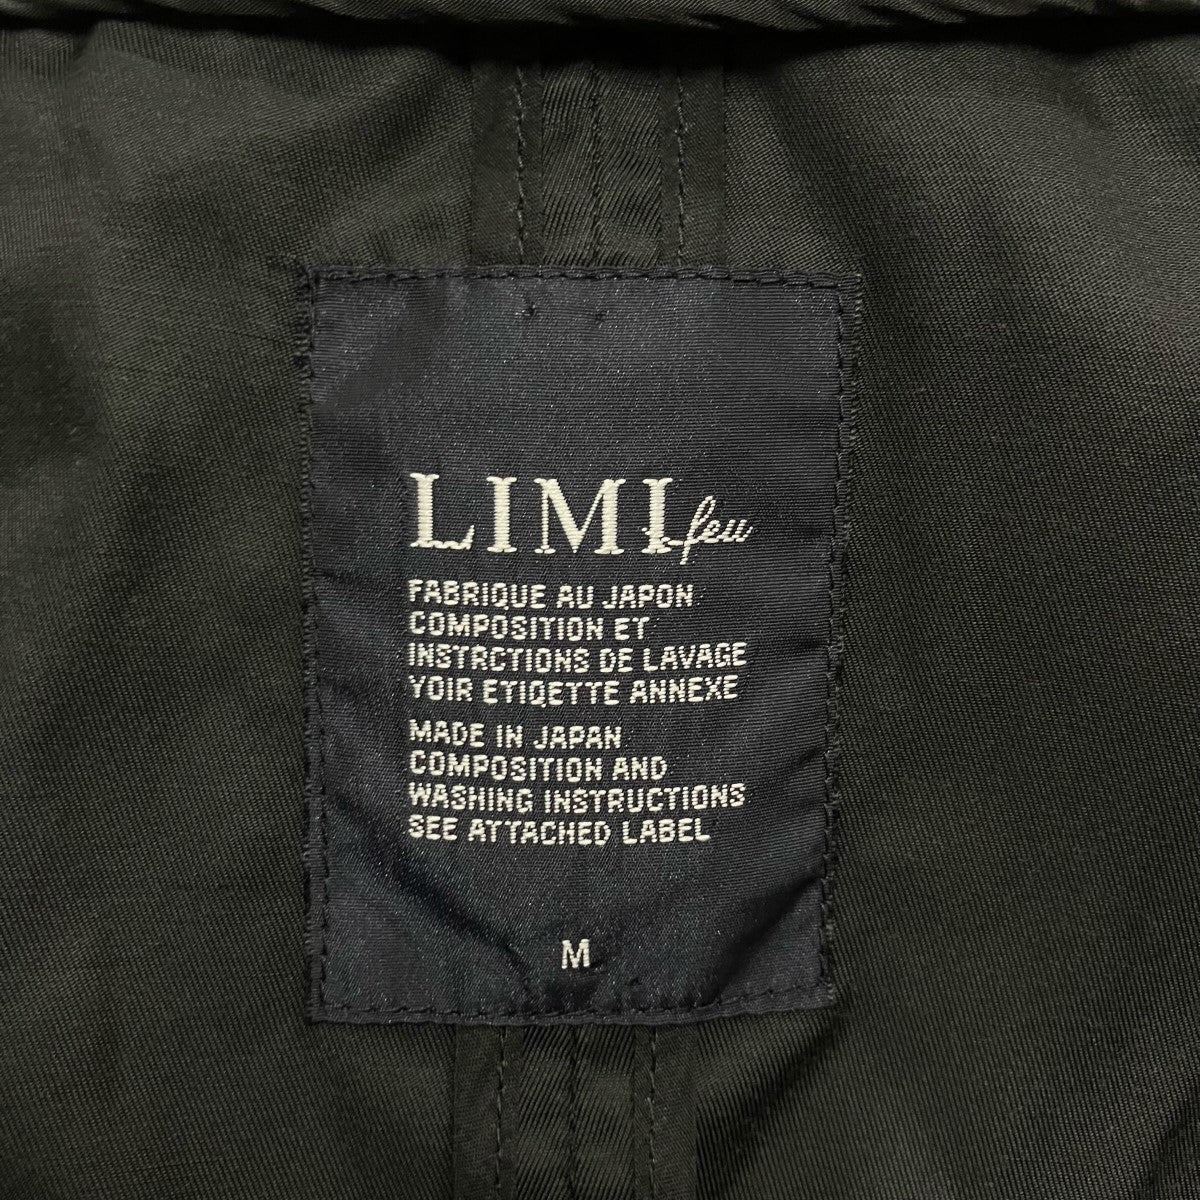 LIMI feu
FABRIQUE AU JAPON
COMPOSITION ET
INSTRCTIONS DE LAVAGE
YOIR ETIQETTE ANNEXE
MADE IN JAPAN
COMPOSITION AND
WASHING INSTRUCTIONS
SEE ATTACHED LABEL
M